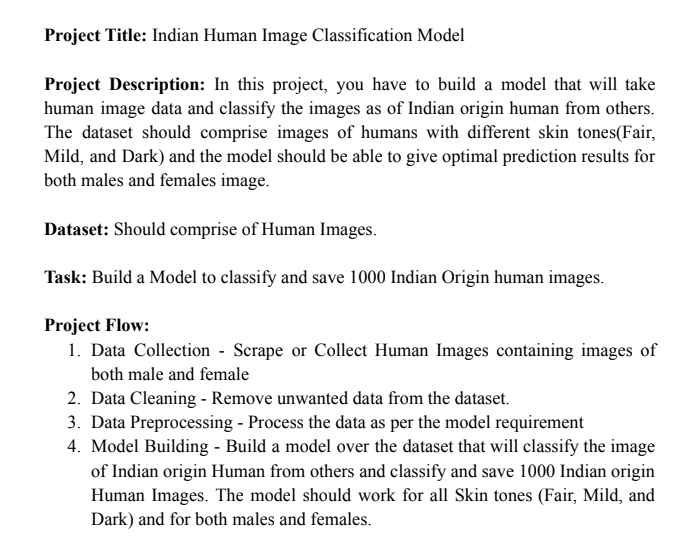 Project Title: Indian Human Image Classification Model
Project Description: In this project, you have to build a model that will take
human image data and classify the images as of Indian origin human from others.
The dataset should comprise images of humans with different skin tones(Fair,
Mild, and Dark) and the model should be able to give optimal prediction results for
both males and females image.
Dataset: Should comprise of Human Images.
Task: Build a Model to classify and save 1000 Indian Origin human images.
Project Flow:
1. Data Collection - Scrape or Collect Human Images containing images of
both male and female
2. Data Cleaning - Remove unwanted data from the dataset.
3. Data Preprocessing - Process the data as per the model requirement
4. Model Building - Build a model over the dataset that will classify the image
of Indian origin Human from others and classify and save 1000 Indian origin
Human Images. The model should work for all Skin tones (Fair, Mild, and
Dark) and for both males and females.